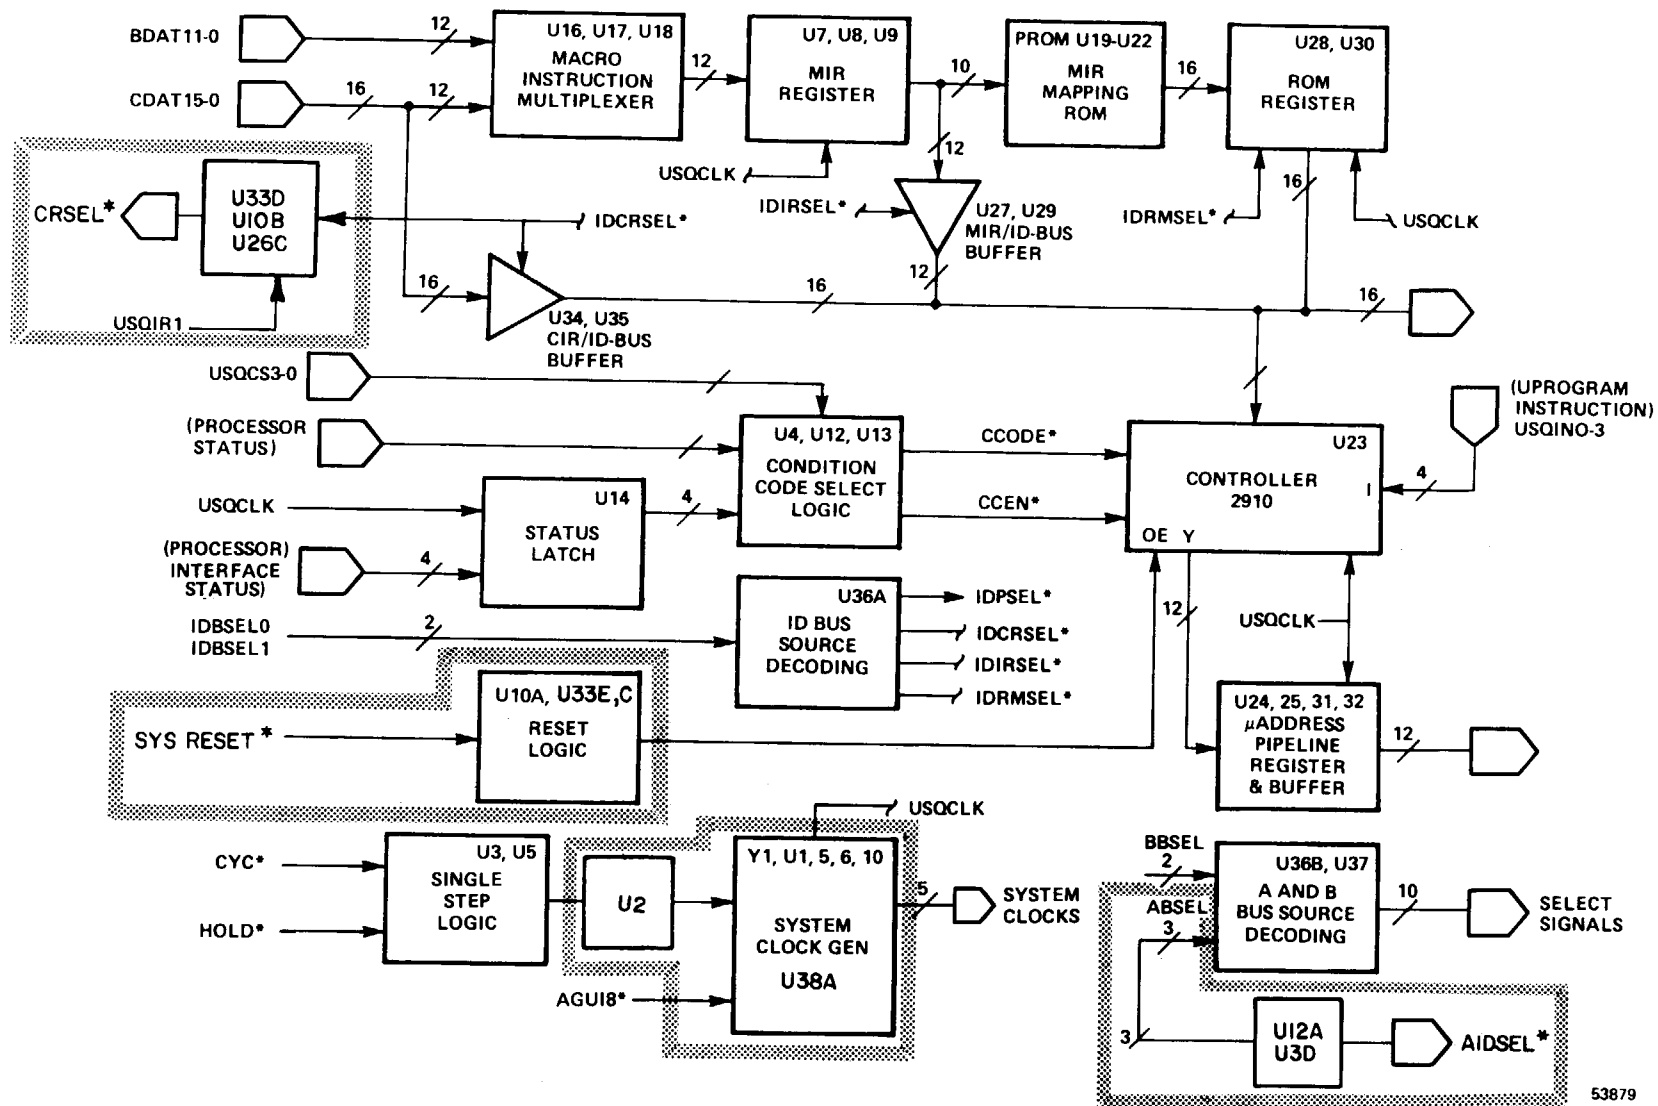 BDAT11-0
12
U16, U17, U18
MACRO
INSTRUCTION
MULTIPLEXER
12
U7, U8, U9
MIR
REGISTER
10
PROM U19-U22
MIR
MAPPING
ROM
16
U28, U30
ROM
REGISTER
CDAT15-0
16
12
USQCLK
12
IDIRSEL*
U27, U29
MIR/ID-BUS
BUFFER
12
IDRMSEL*
16
USQCLK
CRSEL*
U33D
U10B
U26C
IDCRSEL*
USQIR1
16
U34, U35
CIR/ID-BUS
BUFFER
16
16
USQCS3-0
(PROCESSOR
STATUS)
U4, U12, U13
CONDITION
CODE SELECT
LOGIC
CCODE*
CCEN*
U23
CONTROLLER
2910
I
OE Y
4
(UPROGRAM
INSTRUCTION)
USQINO-3
USQCLK
(PROCESSOR)
INTERFACE
STATUS)
4
U14
STATUS
LATCH
4
IDBSEL0
IDBSEL1
2
U36A
ID BUS
SOURCE
DECODING
IDPSEL*
IDCRSEL*
IDIRSEL*
IDRMSEL*
12
USQCLK
SYS RESET*
U10A, U33E,C
RESET
LOGIC
U24, 25, 31, 32
μADDRESS
PIPELINE
REGISTER
& BUFFER
12
CYC*
HOLD*
U3, U5
SINGLE
STEP
LOGIC
U2
AGUI8*
USQCLK
Y1, U1, 5, 6, 10
SYSTEM
CLOCK GEN
U38A
5
SYSTEM
CLOCKS
BBSEL
2
ABSEL
3
U36B, U37
A AND B
BUS SOURCE
DECODING
10
SELECT
SIGNALS
3
U12A
U3D
AIDSEL*
53879